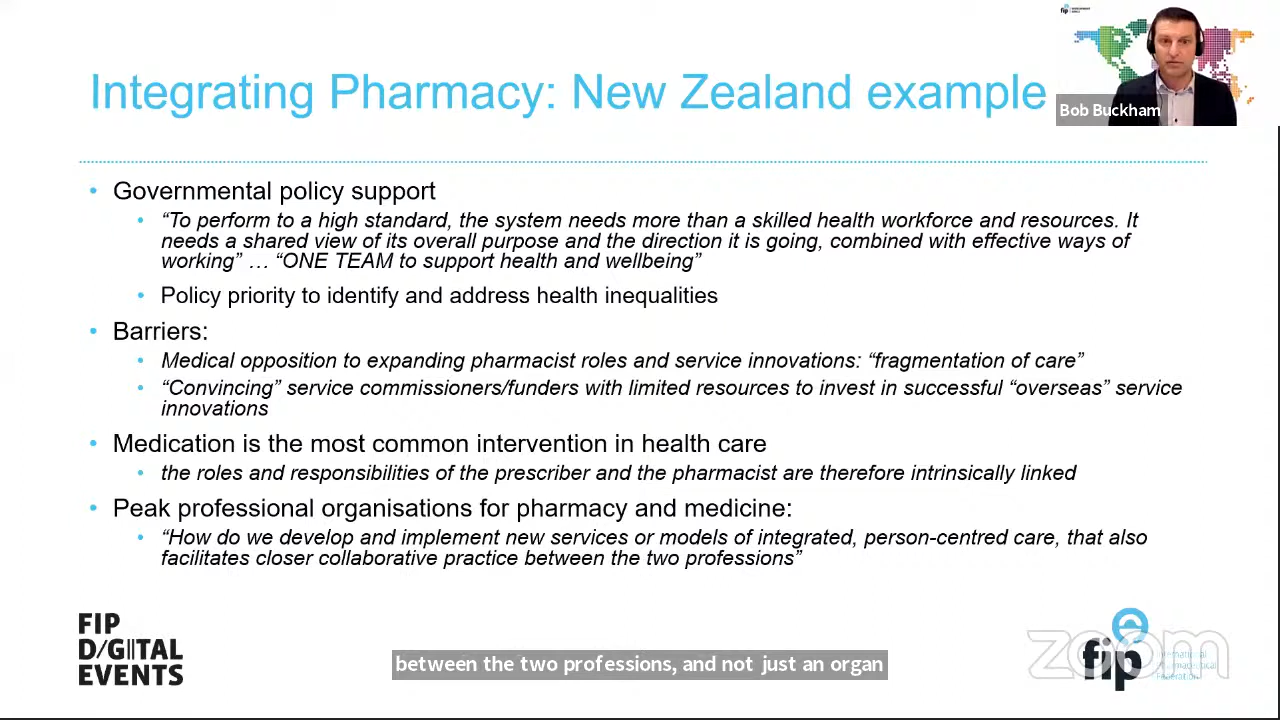 fip
Integrating Pharmacy: New Zealand example
Bob Buckham
• Governmental policy support
• “To perform to a high standard, the system needs more than a skilled health workforce and resources. It
needs a shared view of its overall purpose and the direction it is going, combined with effective ways of
working” … “ONE TEAM to support health and wellbeing”
• Policy priority to identify and address health inequalities
• Barriers:
• Medical opposition to expanding pharmacist roles and service innovations: “fragmentation of care”
• “Convincing” service commissioners/funders with limited resources to invest in successful “overseas” service
innovations
• Medication is the most common intervention in health care
• the roles and responsibilities of the prescriber and the pharmacist are therefore intrinsically linked
• Peak professional organisations for pharmacy and medicine:
• “How do we develop and implement new services or models of integrated, person-centred care, that also
facilitates closer collaborative practice between the two professions”
FIP
D/GITAL
EVENTS
between the two professions, and not just an organ
zoom
fip
Federation